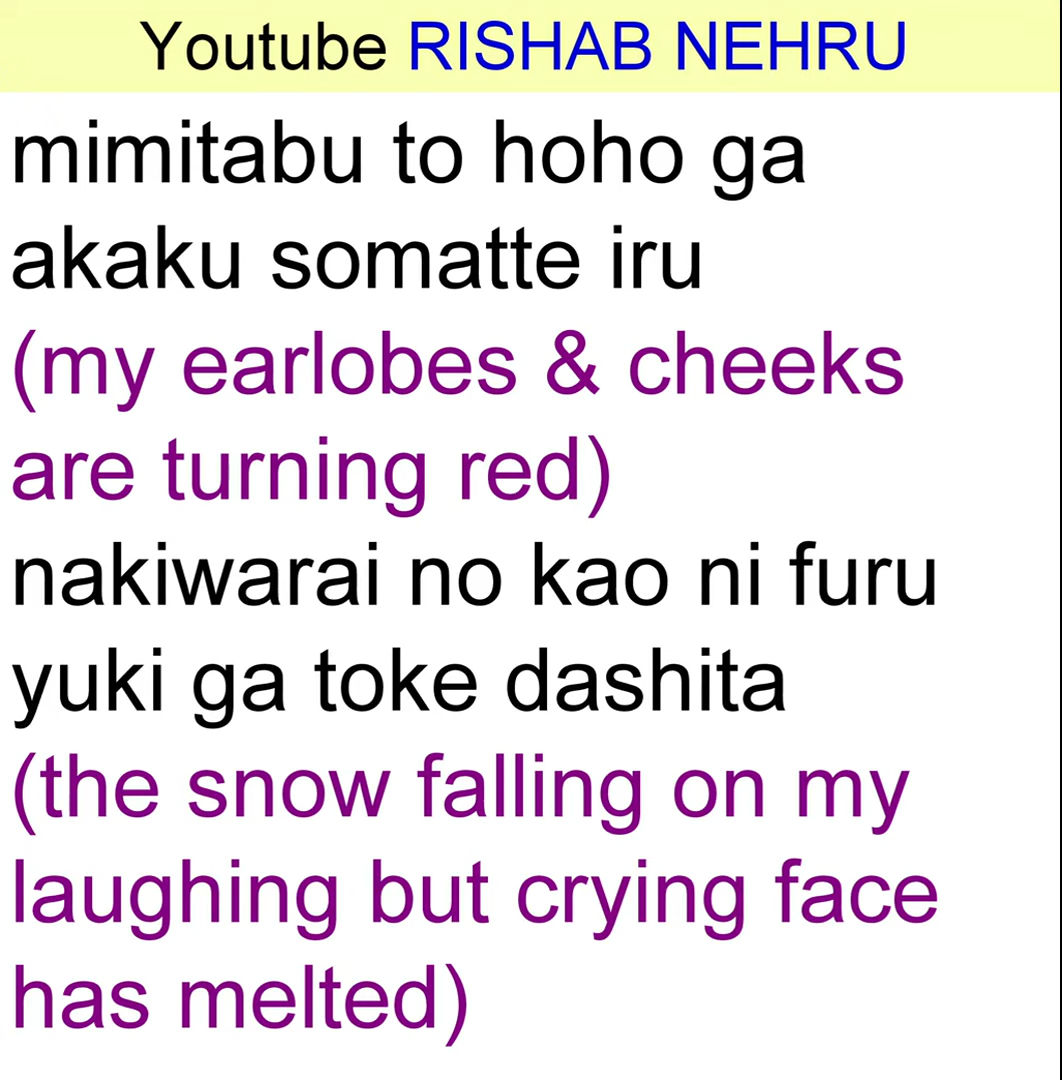 Youtube RISHAB NEHRU
mimitabu to hoho ga
akaku somatte iru
(my earlobes & cheeks
are turning red)
nakiwarai no kao ni furu
yuki ga toke dashita
(the snow falling on my
laughing but crying face
has melted)